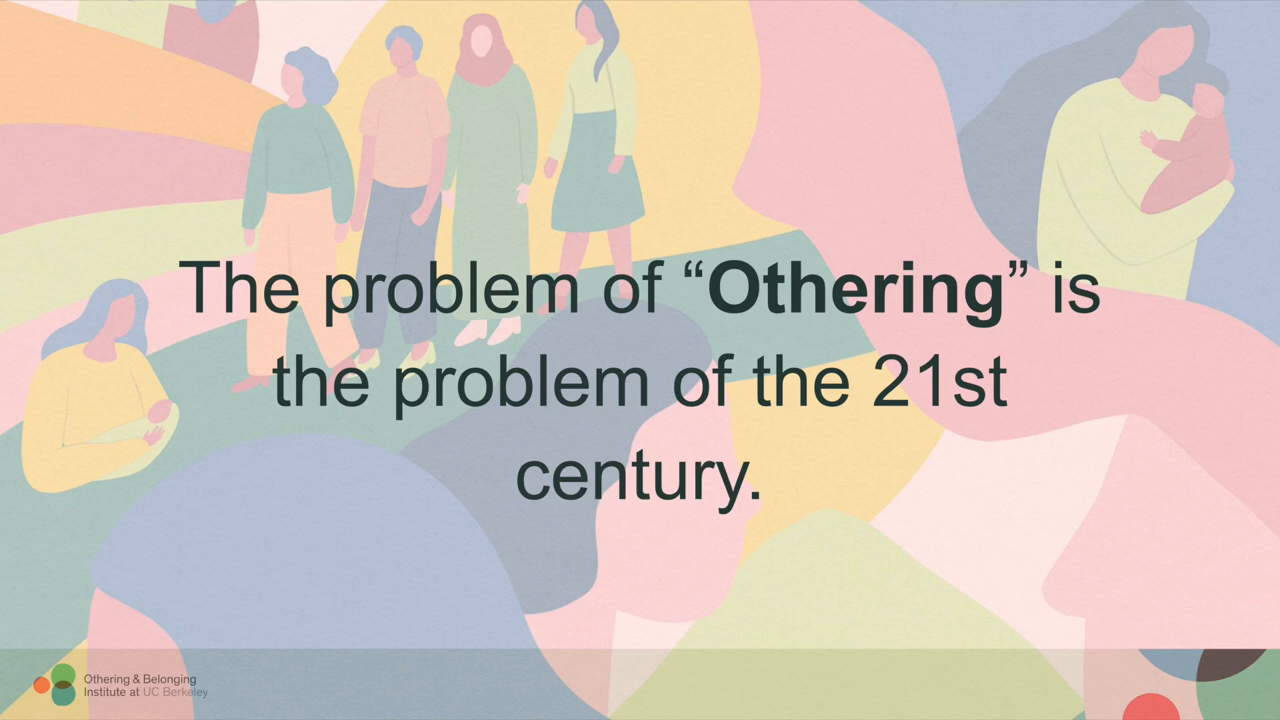 The problem of “Othering” is
the problem of the 21st
century.
Othering & Belonging
Institute at UC Berkeley